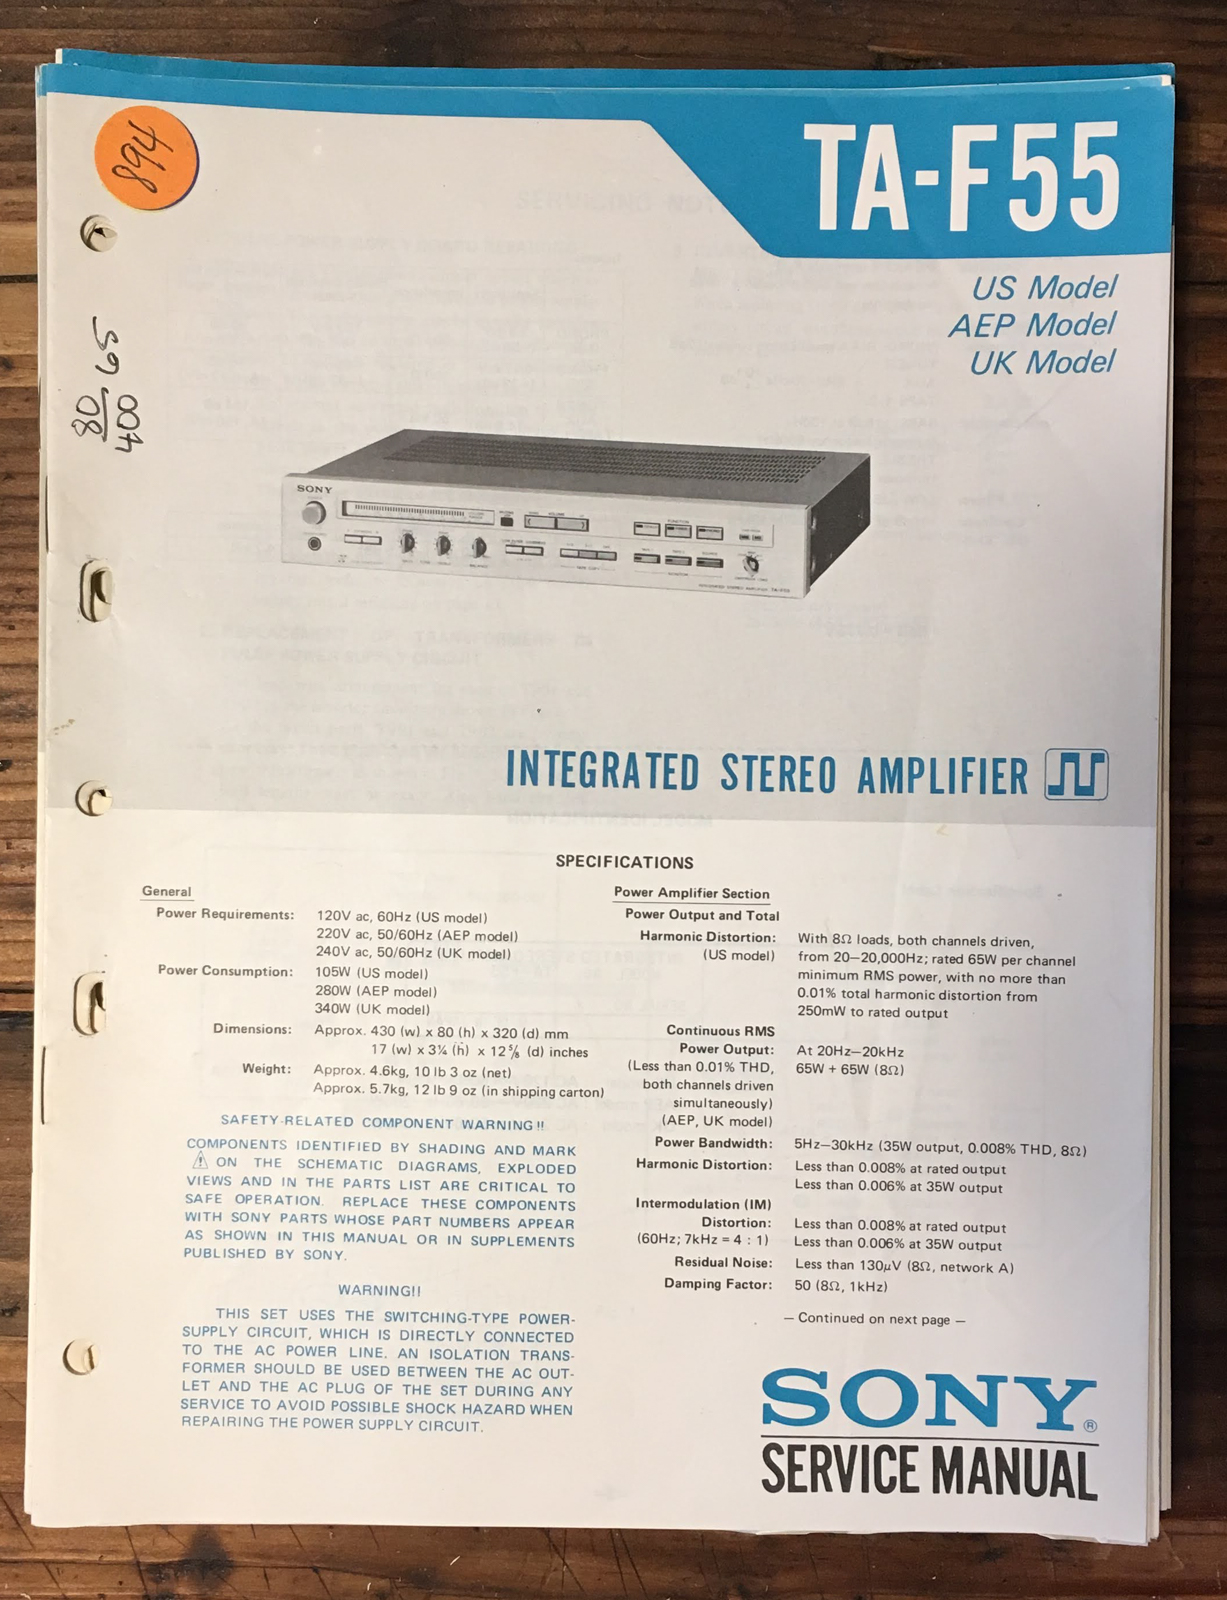 894
TA-F55
US Model
AEP Model
UK Model
65
80
400
SONY
INTEGRATED STEREO AMPLIFIER
SPECIFICATIONS
General
Power Requirements: 120V ac, 60Hz (US model)
220V ac, 50/60Hz (AEP model)
240V ac, 50/60Hz (UK model)
Power Consumption: 105W (US model)
280W (AEP model)
340W (UK model)
Dimensions: Approx. 430 (w) x 80 (h) x 320 (d) mm
17 (w) x 3¼ (h) x 12⅝ (d) inches
Weight: Approx. 4.6kg, 10 lb 3 oz (net)
Approx. 5.7kg, 12 lb 9 oz (in shipping carton)
SAFETY-RELATED COMPONENT WARNING!!
COMPONENTS IDENTIFIED BY SHADING AND MARK
⚠ ON THE SCHEMATIC DIAGRAMS, EXPLODED
VIEWS AND IN THE PARTS LIST ARE CRITICAL TO
SAFE OPERATION. REPLACE THESE COMPONENTS
WITH SONY PARTS WHOSE PART NUMBERS APPEAR
AS SHOWN IN THIS MANUAL OR IN SUPPLEMENTS
PUBLISHED BY SONY.
WARNING!!
THIS SET USES THE SWITCHING-TYPE POWER-
SUPPLY CIRCUIT, WHICH IS DIRECTLY CONNECTED
TO THE AC POWER LINE. AN ISOLATION TRANS-
FORMER SHOULD BE USED BETWEEN THE AC OUT-
LET AND THE AC PLUG OF THE SET DURING ANY
SERVICE TO AVOID POSSIBLE SHOCK HAZARD WHEN
REPAIRING THE POWER SUPPLY CIRCUIT.
Power Amplifier Section
Power Output and Total
Harmonic Distortion: With 8Ω loads, both channels driven,
(US model) from 20–20,000Hz; rated 65W per channel
minimum RMS power, with no more than
0.01% total harmonic distortion from
250mW to rated output
Continuous RMS
Power Output: At 20Hz–20kHz
(Less than 0.01% THD, 65W + 65W (8Ω)
both channels driven
simultaneously)
(AEP, UK model)
Power Bandwidth: 5Hz–30kHz (35W output, 0.008% THD, 8Ω)
Harmonic Distortion: Less than 0.008% at rated output
Less than 0.006% at 35W output
Intermodulation (IM)
Distortion: Less than 0.008% at rated output
(60Hz; 7kHz = 4 : 1) Less than 0.006% at 35W output
Residual Noise: Less than 130μV (8Ω, network A)
Damping Factor: 50 (8Ω, 1kHz)
— Continued on next page —
SONY®
SERVICE MANUAL